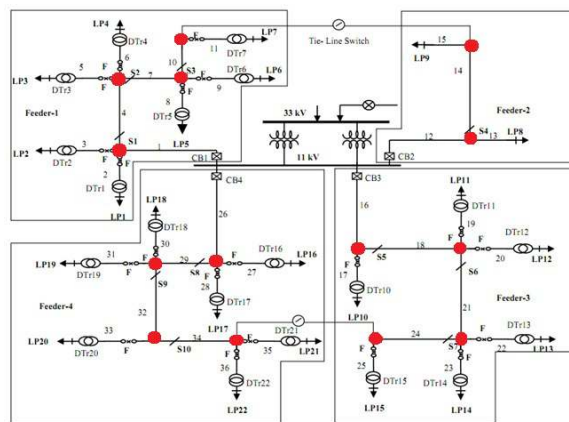 LP4
DTr4
F
LP7
11
DTr7
Tie- Line Switch
15
LP9
LP3
5
DTr3
F
6
F
S2
7
10
S3
F
DTr6
9
LP6
14
Feeder-1
4
8
DTr5
LP5
33 kV
Feeder-2
LP2
3
DTr2
F
S1
1
F
2
DTr1
LP1
CB1
11 kV
CB2
12
S4
13
LP8
CB4
CB3
LP18
DTr18
26
16
LP11
DTr11
LP19
31
DTr19
F
F
30
29
S9
S8
F
DTr16
27
LP16
F
28
DTr17
LP17
17
F
DTr10
LP10
S5
18
F
19
F
20
DTr12
LP12
S6
Feeder-4
32
21
Feeder-3
LP20
33
DTr20
F
S10
34
F
35
DTr21
LP21
F
36
DTr22
LP22
F
25
DTr15
LP15
24
S7
F
22
DTr13
LP13
F
23
DTr14
LP14